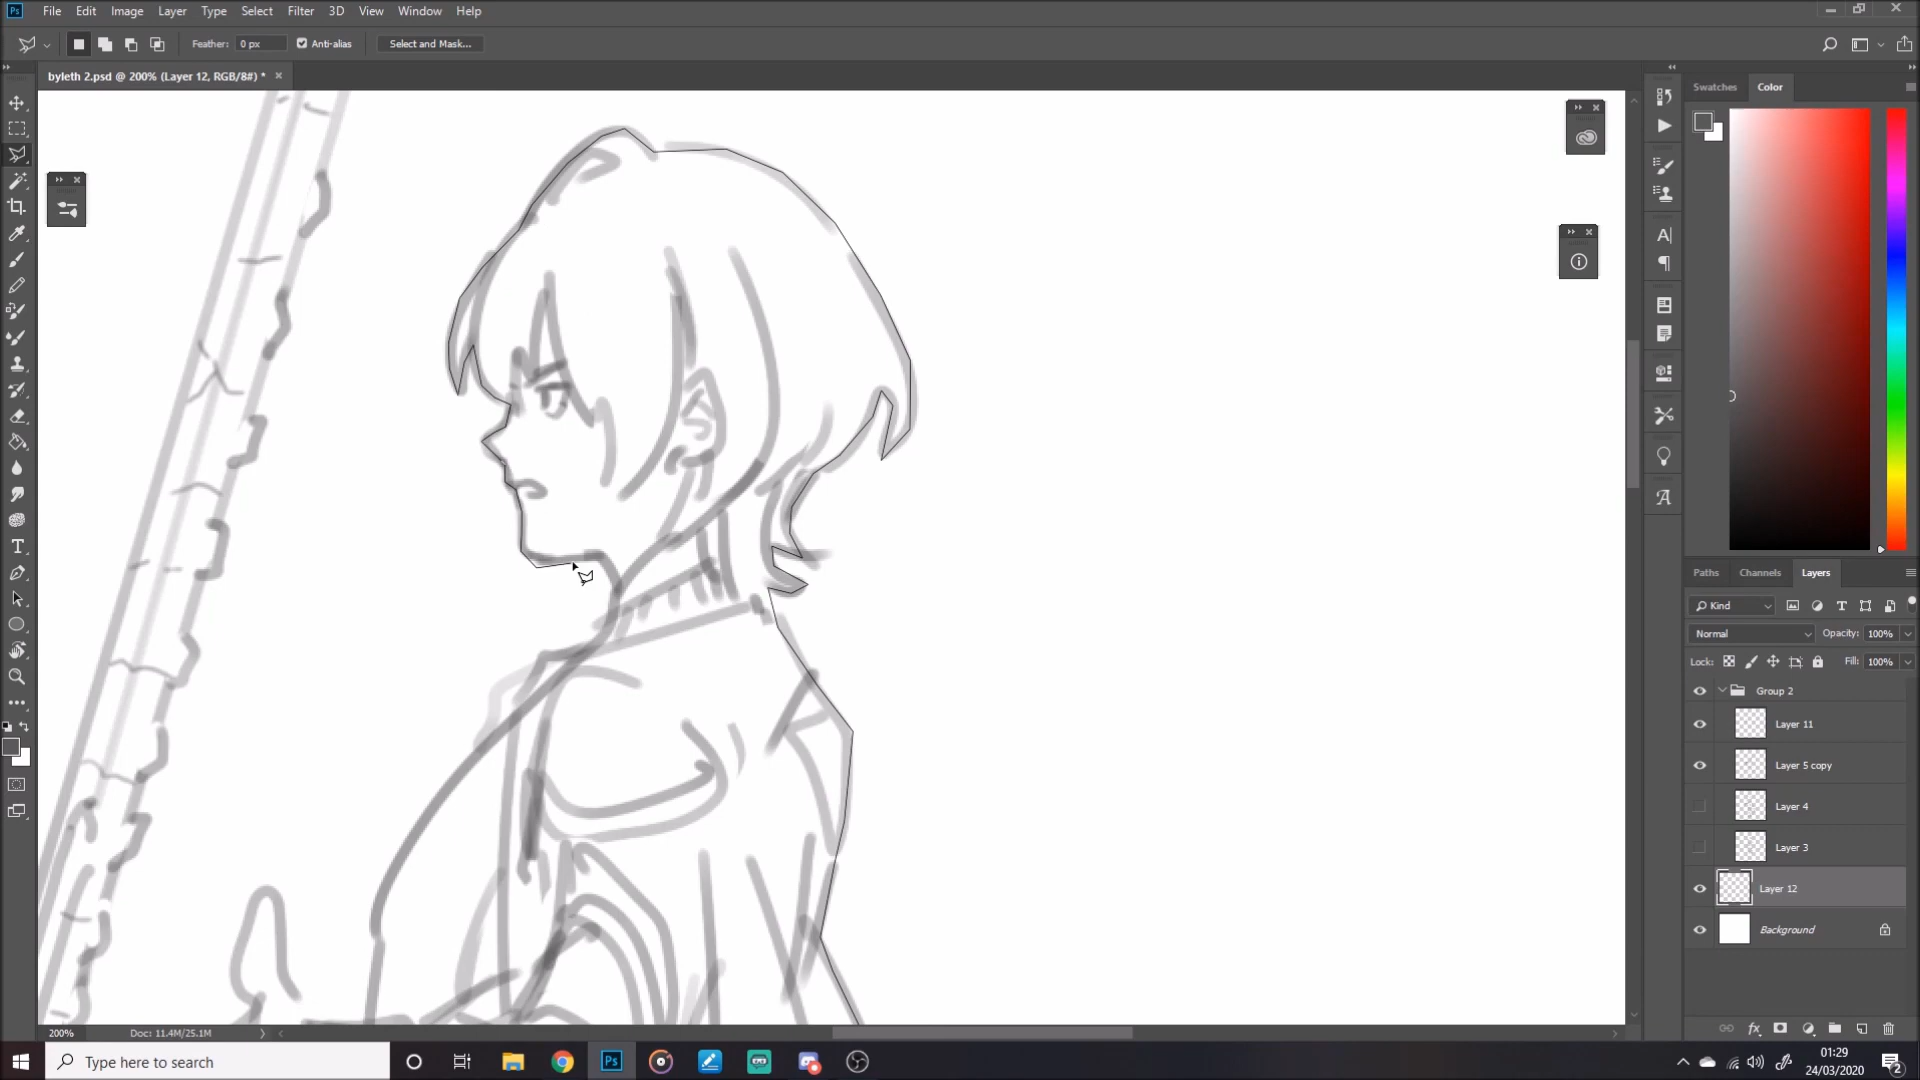 Ps File Edit Image Layer Type Select Filter 3D View Window Help
Feather: 0 px Anti-alias Select and Mask...
byleth 2.psd @ 200% (Layer 12, RGB/8#) * ×
Swatches Color
Paths Channels Layers
Kind
Normal Opacity: 100%
Lock: Fill: 100%
Group 2
Layer 11
Layer 5 copy
Layer 4
Layer 3
Layer 12
Background
200% Doc: 11.4M/25.1M
Type here to search
Ps
01:29
24/03/2020
2